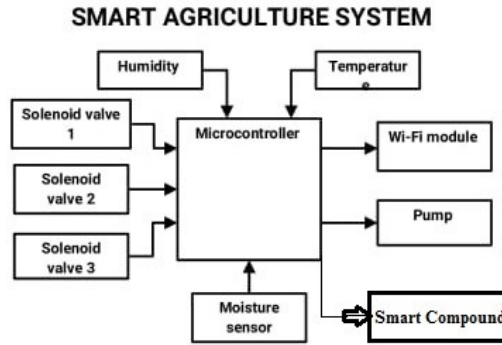 SMART AGRICULTURE SYSTEM
Humidity
Temperatur
e
Solenoid valve
1
Microcontroller
Wi-Fi module
Solenoid
valve 2
Pump
Solenoid
valve 3
Moisture
sensor
Smart Compound